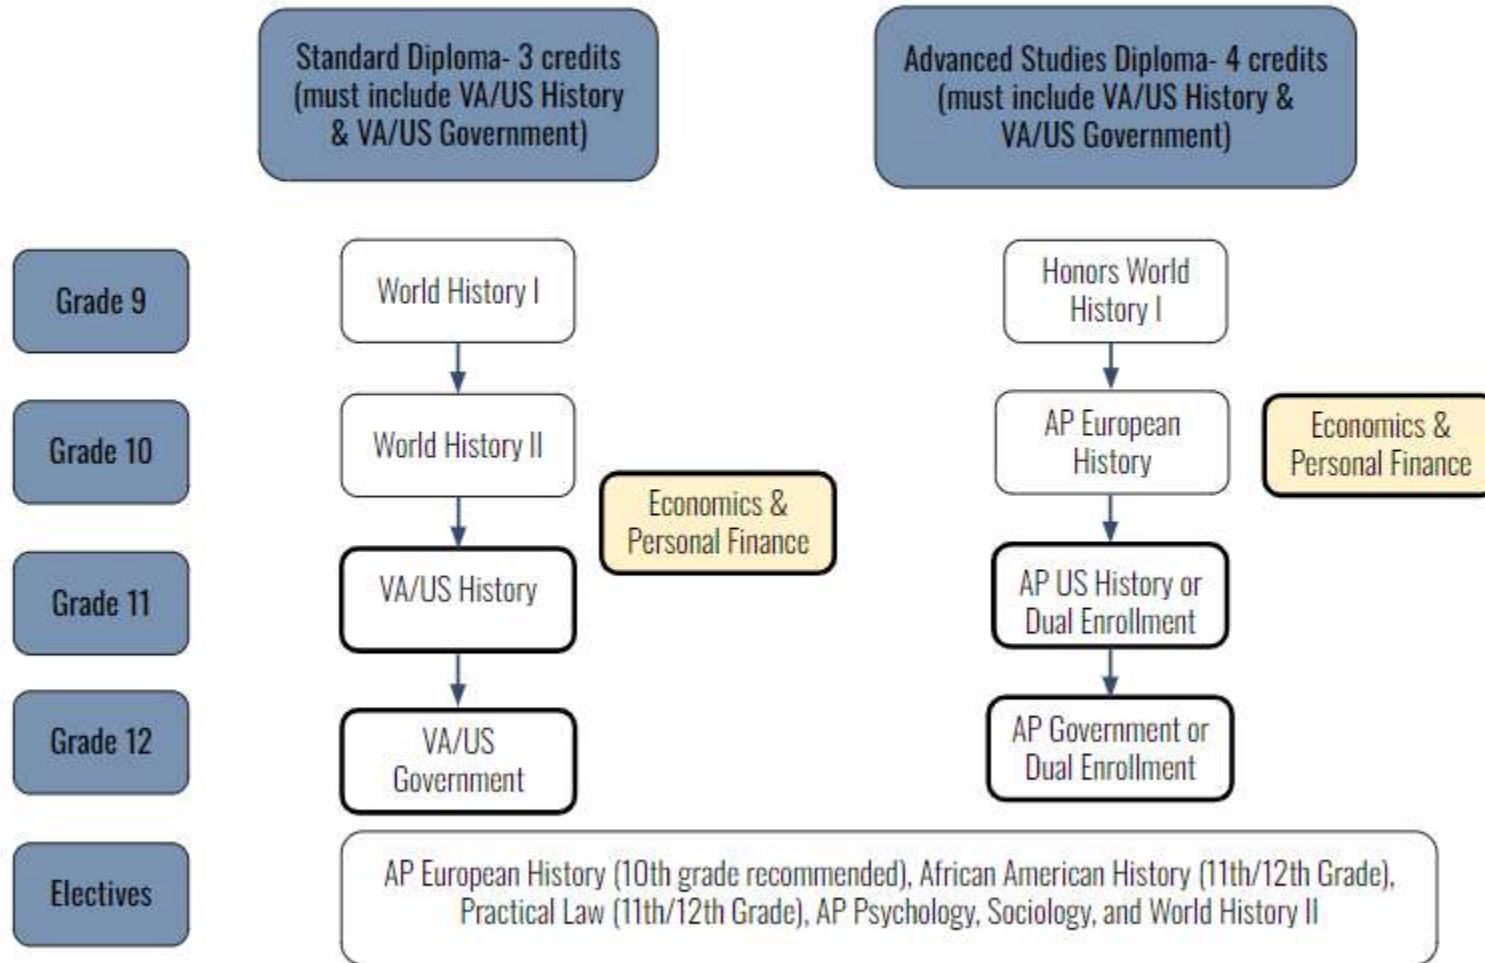 Standard Diploma- 3 credits
(must include VA/US History
& VA/US Government)
Advanced Studies Diploma- 4 credits
(must include VA/US History &
VA/US Government)
Grade 9
World History I
Honors World
History I
Grade 10
World History II
AP European
History
Economics &
Personal Finance
Economics &
Personal Finance
Grade 11
VA/US History
AP US History or
Dual Enrollment
Grade 12
VA/US
Government
AP Government or
Dual Enrollment
Electives
AP European History (10th grade recommended), African American History (11th/12th Grade),
Practical Law (11th/12th Grade), AP Psychology, Sociology, and World History II